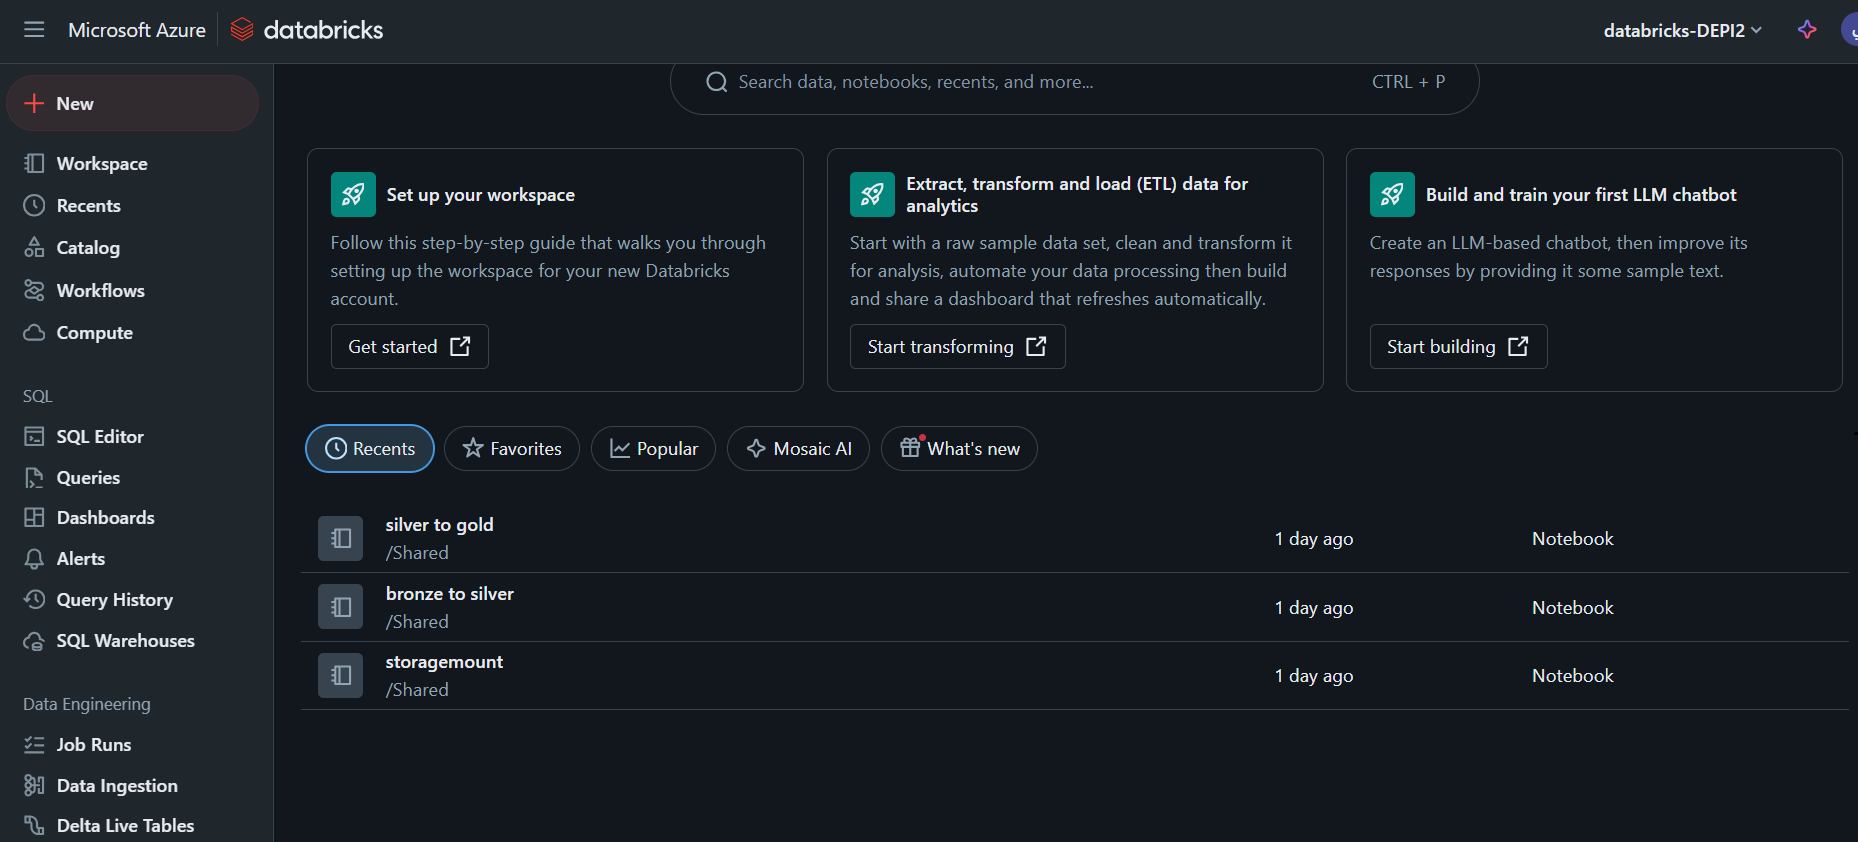 Microsoft Azure
databricks
databricks-DEPI2
Search data, notebooks, recents, and more...
CTRL + P
New
Workspace
Recents
Catalog
Workflows
Compute
SQL
SQL Editor
Queries
Dashboards
Alerts
Query History
SQL Warehouses
Data Engineering
Job Runs
Data Ingestion
Delta Live Tables
Set up your workspace
Follow this step-by-step guide that walks you through
setting up the workspace for your new Databricks
account.
Get started
Extract, transform and load (ETL) data for
analytics
Start with a raw sample data set, clean and transform it
for analysis, automate your data processing then build
and share a dashboard that refreshes automatically.
Start transforming
Build and train your first LLM chatbot
Create an LLM-based chatbot, then improve its
responses by providing it some sample text.
Start building
Recents
Favorites
Popular
Mosaic AI
What's new
silver to gold
/Shared
1 day ago
Notebook
bronze to silver
/Shared
1 day ago
Notebook
storagemount
/Shared
1 day ago
Notebook